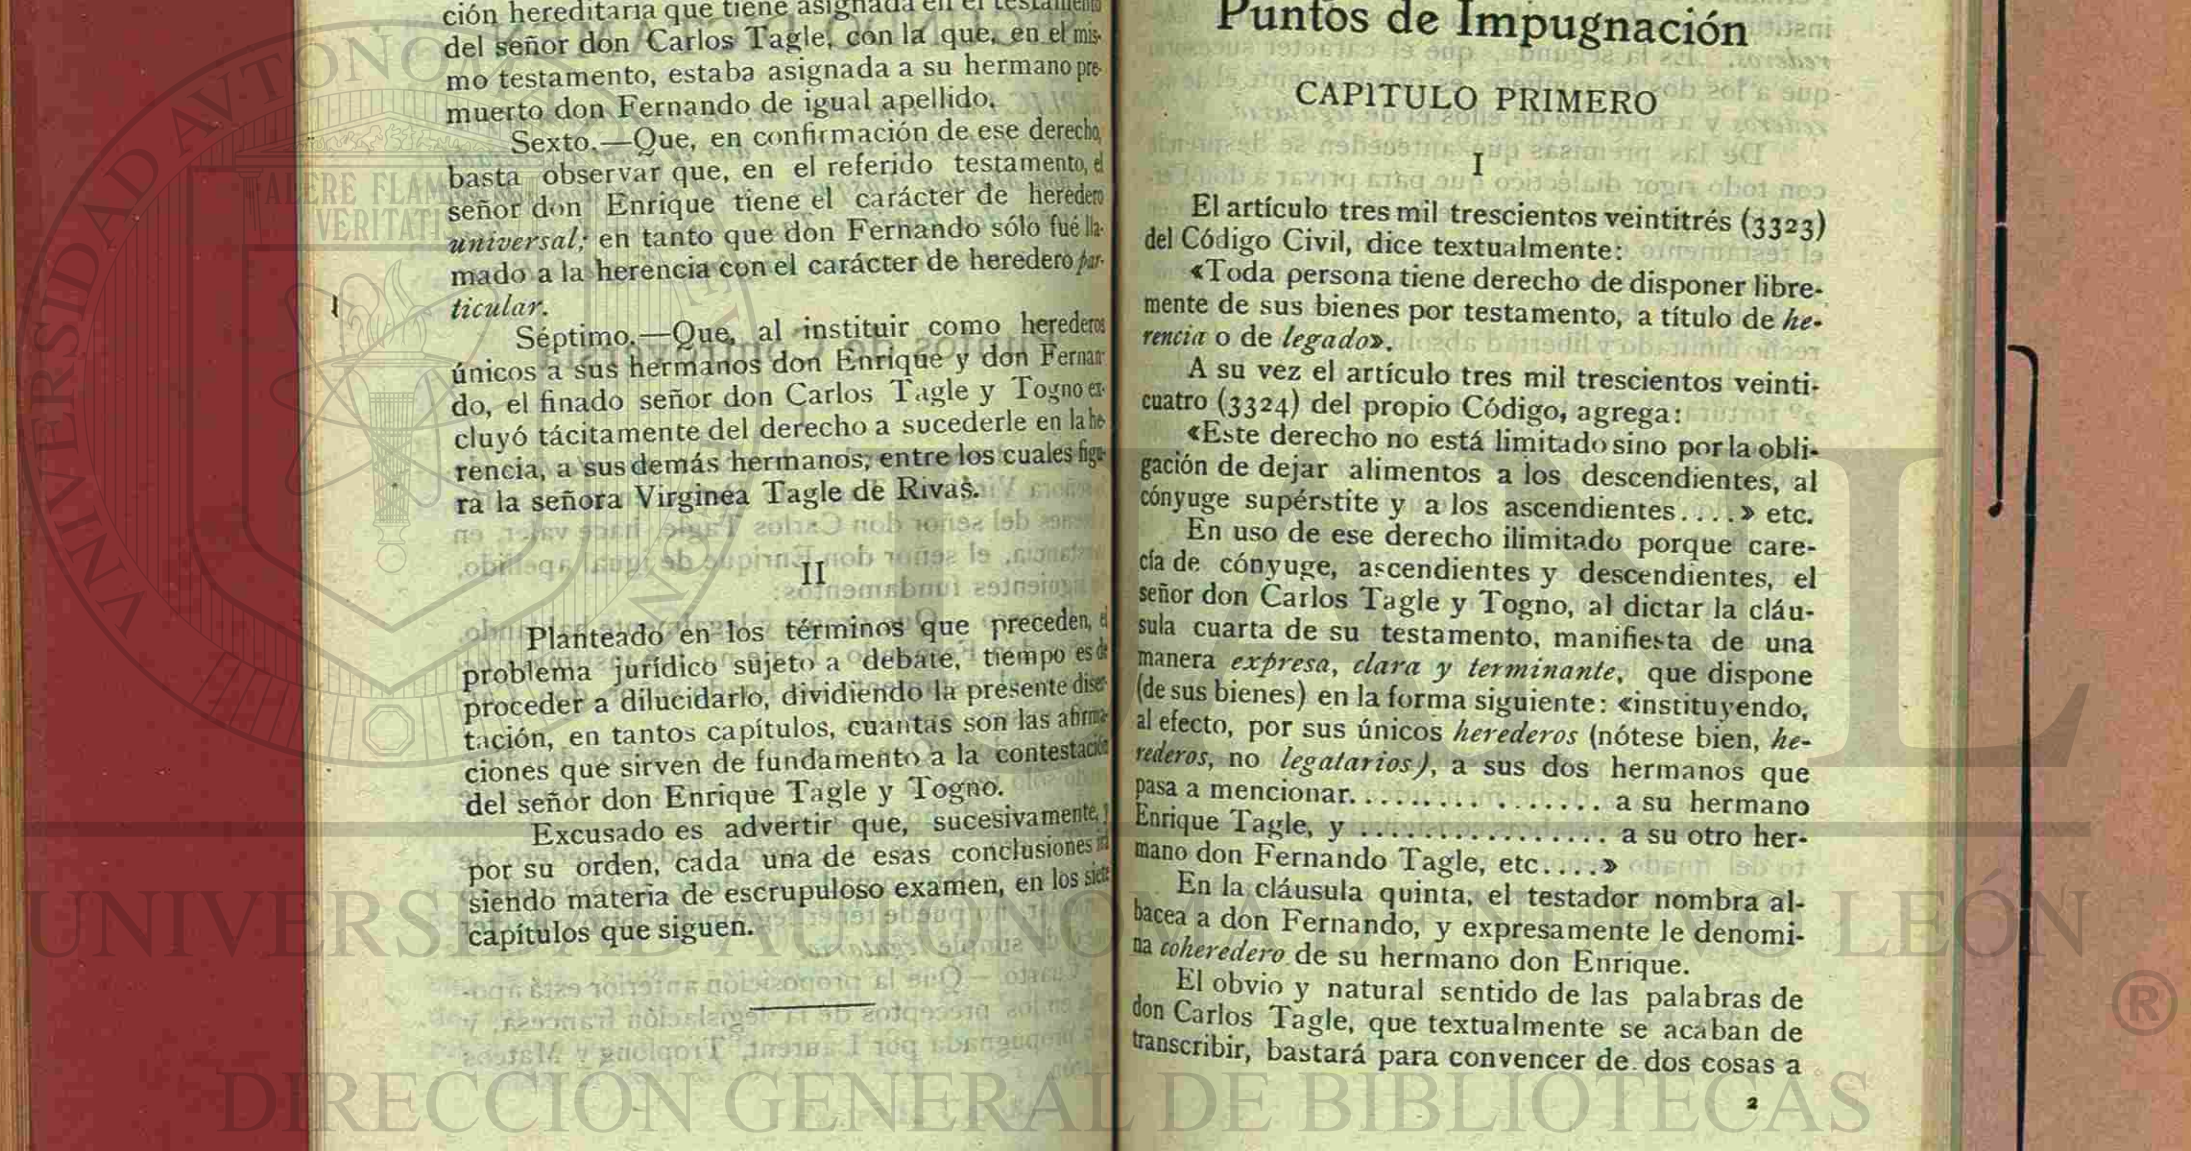 ción hereditaria que tiene asignada en el testamento
del señor don Carlos Tagle, con la que, en el mis-
mo testamento, estaba asignada a su hermano pre-
muerto don Fernando de igual apellido.
Sexto.—Que, en confirmación de ese derecho,
basta observar que, en el referido testamento, el
señor don Enrique tiene el carácter de heredero
universal; en tanto que don Fernando sólo fué lla-
mado a la herencia con el carácter de heredero par-
ticular.
Séptimo.—Que, al instituir como herederos
únicos a sus hermanos don Enrique y don Fernan-
do, el finado señor don Carlos Tagle y Togno ex-
cluyó tácitamente del derecho a sucederle en la he-
rencia, a sus demás hermanos, entre los cuales figu-
ra la señora Virginea Tagle de Rivas.
II
Planteado en los términos que preceden, el
problema jurídico sujeto a debate, tiempo es de
proceder a dilucidarlo, dividiendo la presente diser-
tación, en tantos capítulos, cuantas son las afirma-
ciones que sirven de fundamento a la contestación
del señor don Enrique Tagle y Togno.
Excusado es advertir que, sucesivamente, y
por su orden, cada una de esas conclusiones irá
siendo materia de escrupuloso examen, en los siete
capítulos que siguen.
Puntos de Impugnación
CAPITULO PRIMERO
I
El artículo tres mil trescientos veintitrés (3323)
del Código Civil, dice textualmente:
«Toda persona tiene derecho de disponer libre-
mente de sus bienes por testamento, a título de he-
rencia o de legado».
A su vez el artículo tres mil trescientos veinti-
cuatro (3324) del propio Código, agrega:
«Este derecho no está limitado sino por la obli-
gación de dejar alimentos a los descendientes, al
cónyuge supérstite y a los ascendientes....» etc.
En uso de ese derecho ilimitado porque care-
cía de cónyuge, ascendientes y descendientes, el
señor don Carlos Tagle y Togno, al dictar la cláu-
sula cuarta de su testamento, manifiesta de una
manera expresa, clara y terminante, que dispone
(de sus bienes) en la forma siguiente: «instituyendo,
al efecto, por sus únicos herederos (nótese bien, he-
rederos, no legatarios), a sus dos hermanos que
pasa a mencionar................ a su hermano
Enrique Tagle, y ................ a su otro her-
mano don Fernando Tagle, etc....»
En la cláusula quinta, el testador nombra al-
bacea a don Fernando, y expresamente le denomi-
na coheredero de su hermano don Enrique.
El obvio y natural sentido de las palabras de
don Carlos Tagle, que textualmente se acaban de
transcribir, bastará para convencer de dos cosas a
2
UNIVERSIDAD AUTONOMA
ALERE FLAMMAM
VERITATIS
UANL
UNIVERSIDAD AUTÓNOMA DE NUEVO LEÓN
®
DIRECCIÓN GENERAL DE BIBLIOTECAS